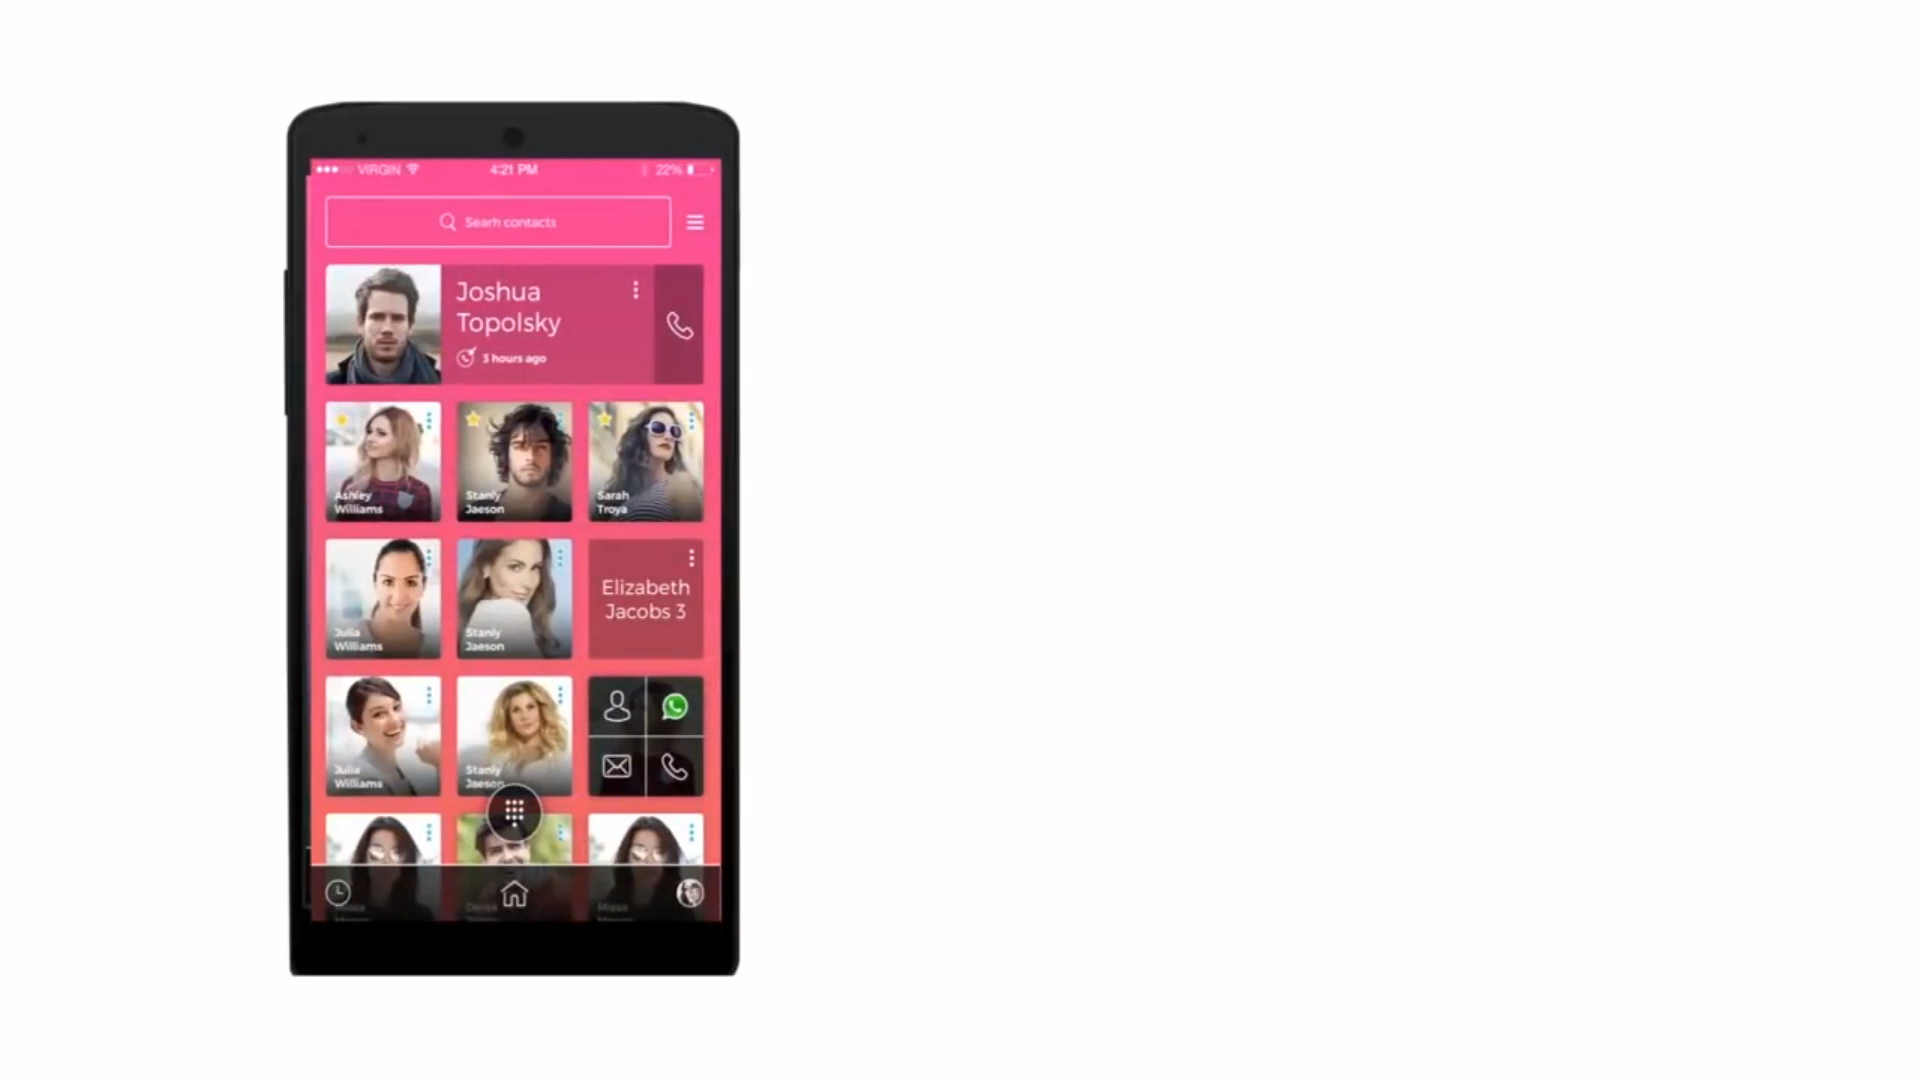 VIRGIN 4:21 PM 22%
Searh contacts
Joshua
Topolsky
3 hours ago
Ashley
Williams
Stanly
Jaeson
Sarah
Troya
Julia
Williams
Stanly
Jaeson
Elizabeth
Jacobs 3
Julia
Williams
Stanly
Jaeson